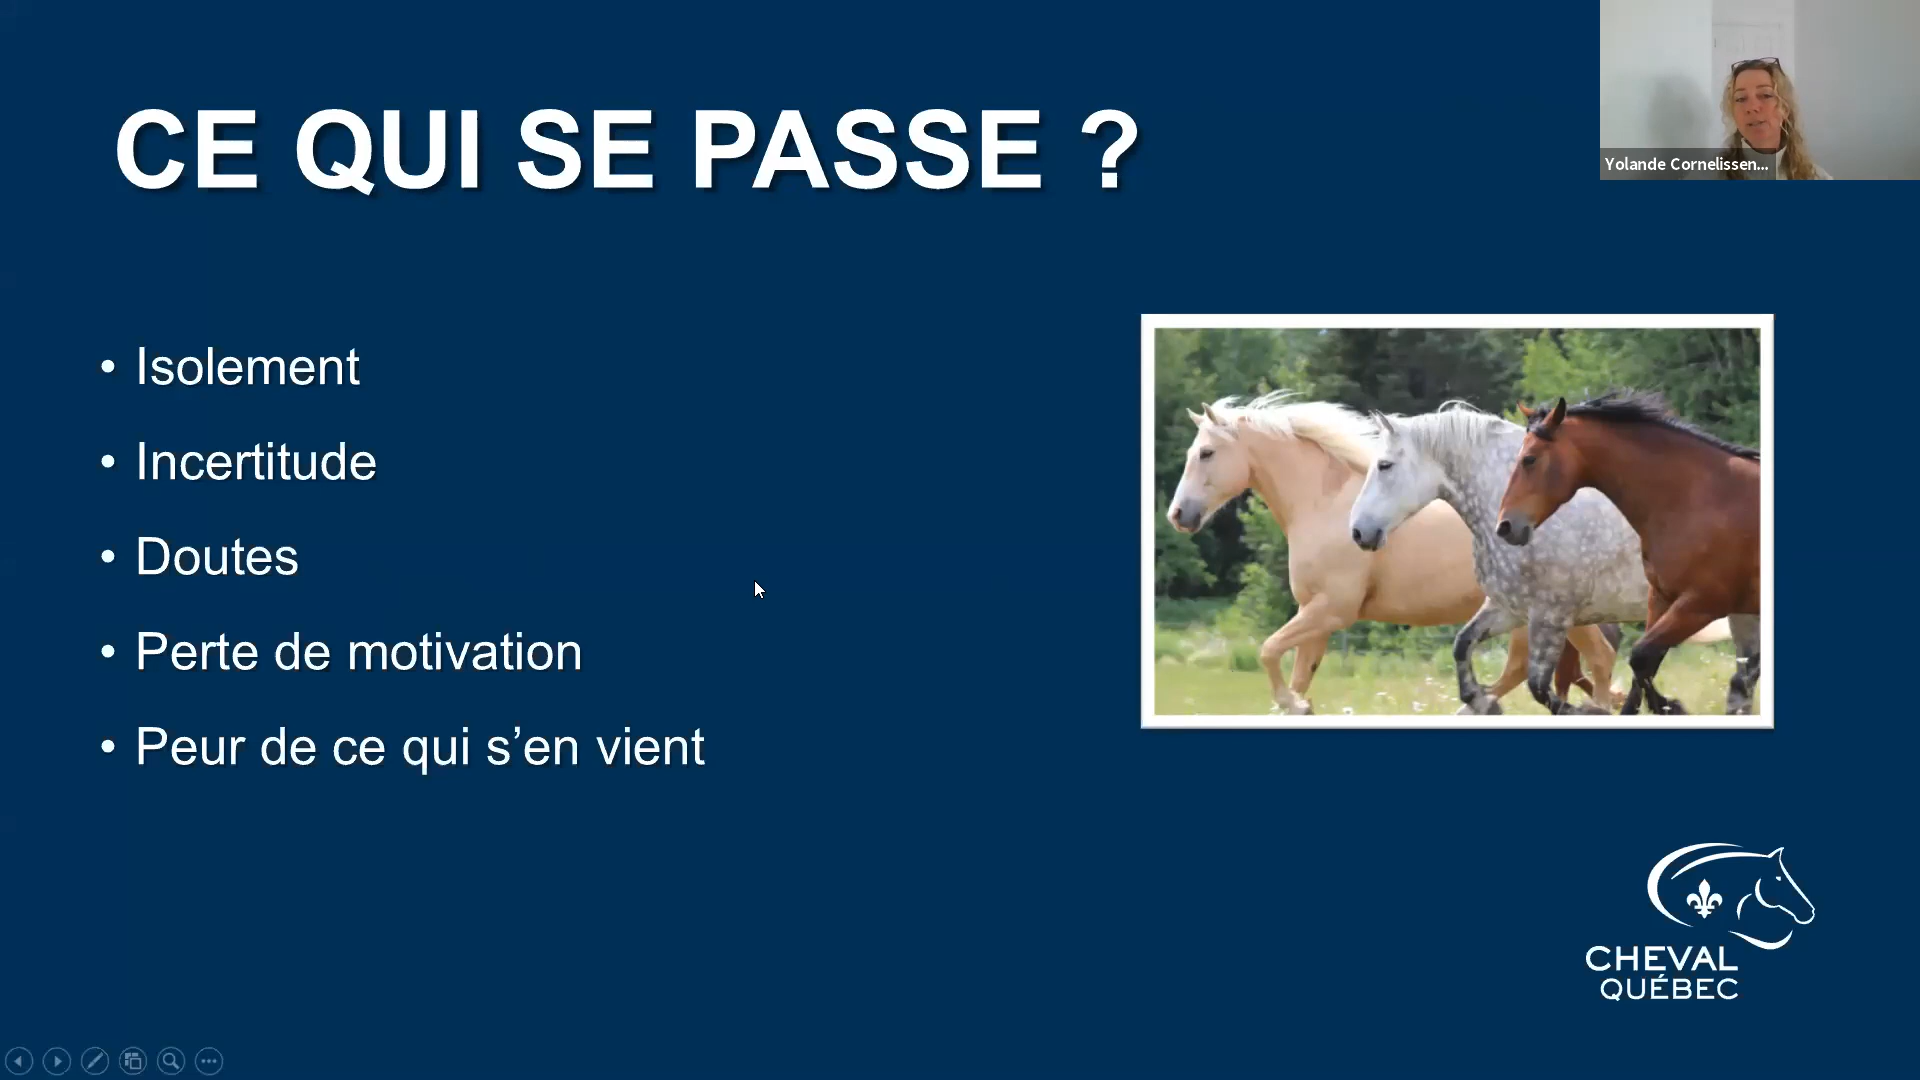 CE QUI SE PASSE ?
Yolande Cornelissen...
• Isolement
• Incertitude
• Doutes
• Perte de motivation
• Peur de ce qui s’en vient
CHEVAL
QUÉBEC